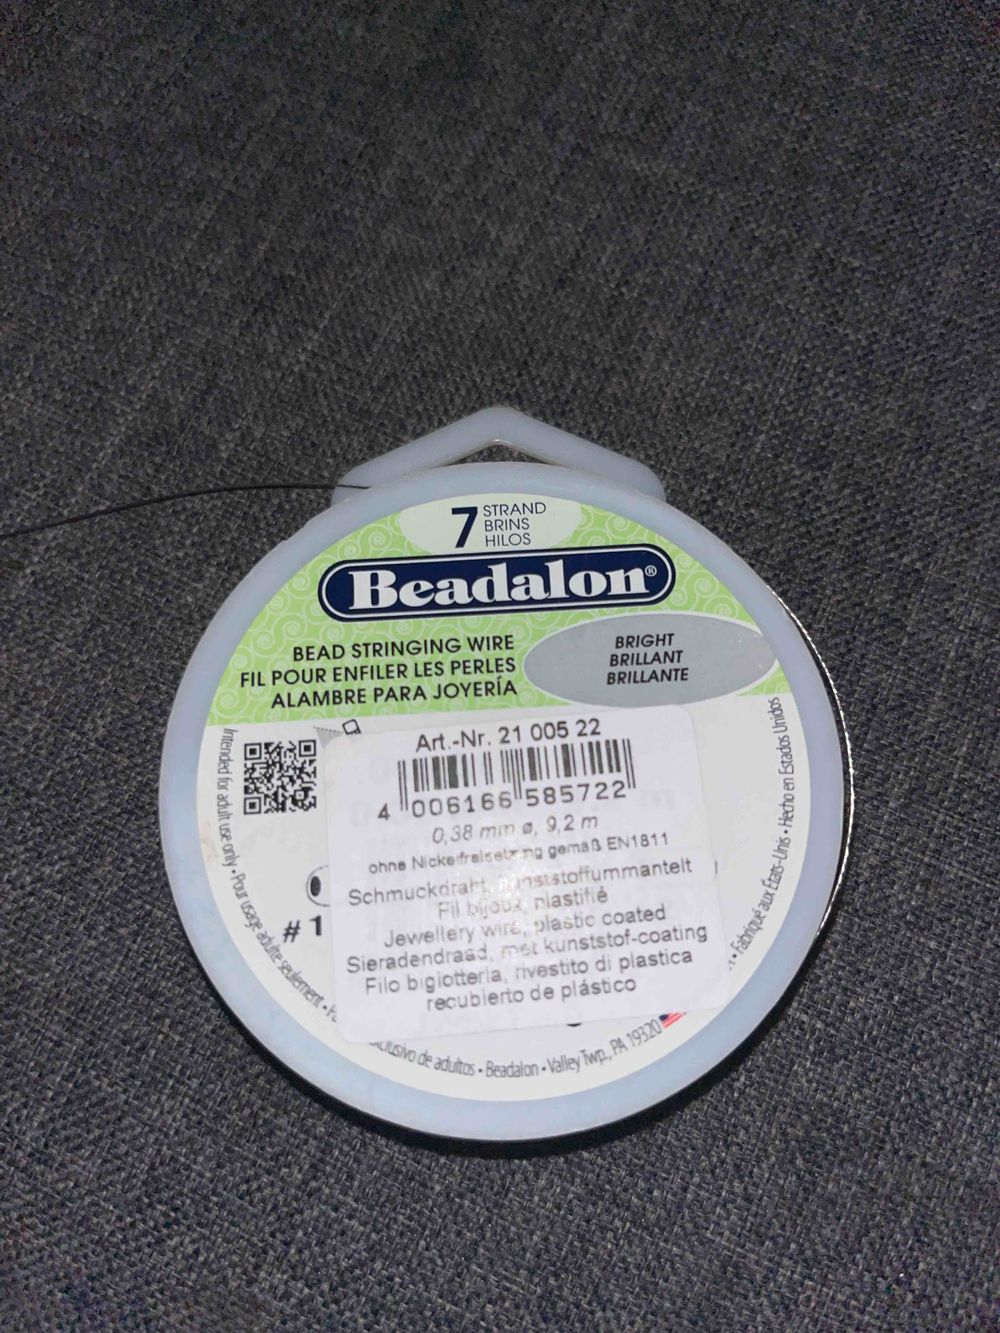 7 STRAND
BRINS
HILOS
Beadalon®
BEAD STRINGING WIRE
FIL POUR ENFILER LES PERLES
ALAMBRE PARA JOYERÍA
BRIGHT
BRILLANT
BRILLANTE
Art.-Nr. 21 005 22
4 006166 585722
0,38 mm ø, 9,2 m
ohne Nickelfreisetzung gemäß EN1811
Schmuckdraht, kunststoffummantelt
Fil bijoux, plastifié
Jewellery wire, plastic coated
Sieradendraad, met kunststof-coating
Filo bigiotteria, rivestito di plastica
recubierto de plástico
# 1
Intended for adult use only • Pour usage adulte seulement •
de adultos • Beadalon • Valley Twp., PA 19320
• Fabriqué aux États-Unis • Hecho en Estados Unidos